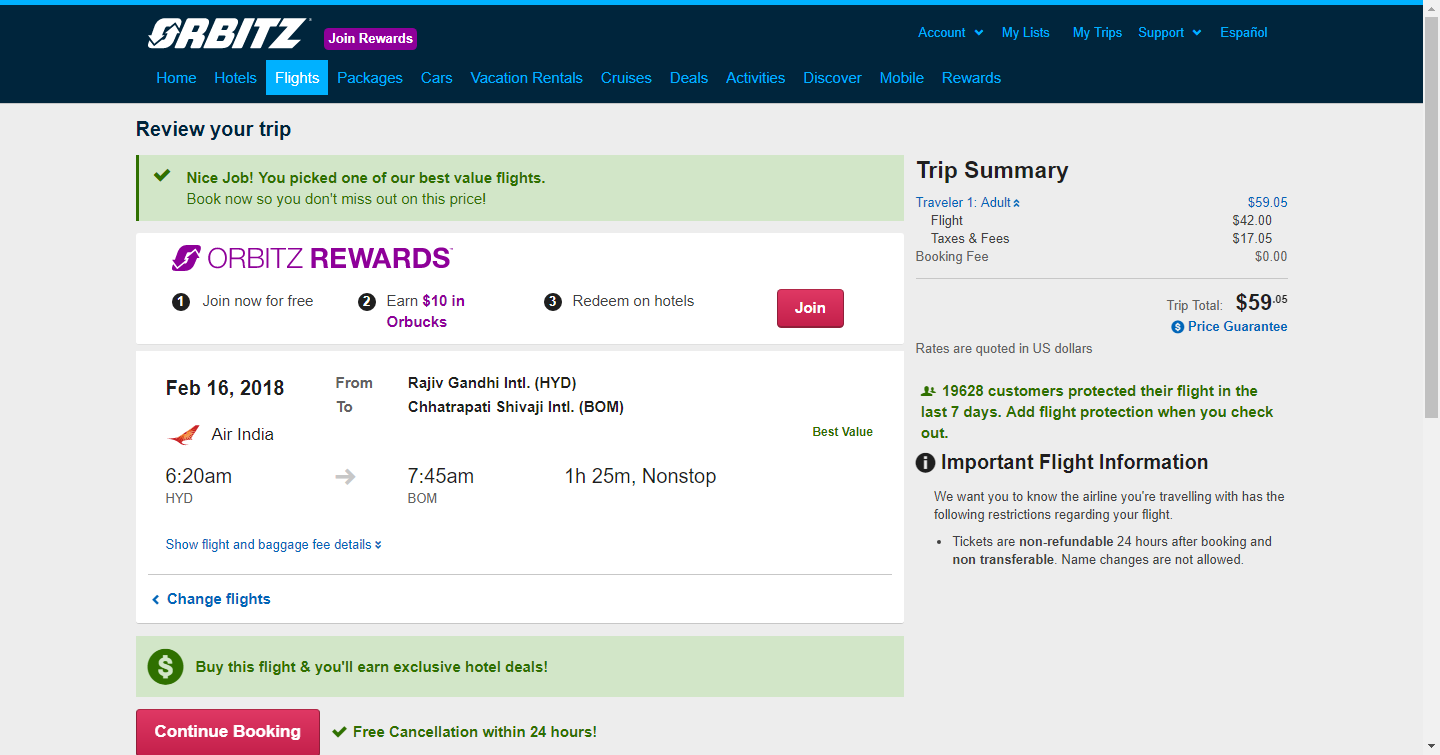 ORBITZ
Join Rewards
Account
My Lists
My Trips
Support
Español
Home
Hotels
Flights
Packages
Cars
Vacation Rentals
Cruises
Deals
Activities
Discover
Mobile
Rewards
Review your trip
Nice Job! You picked one of our best value flights.
Book now so you don't miss out on this price!
ORBITZ REWARDS
1 Join now for free
2 Earn $10 in
Orbucks
3 Redeem on hotels
Join
Feb 16, 2018
From Rajiv Gandhi Intl. (HYD)
To Chhatrapati Shivaji Intl. (BOM)
Air India
Best Value
6:20am
HYD
7:45am
BOM
1h 25m, Nonstop
Show flight and baggage fee details
Change flights
$ Buy this flight & you'll earn exclusive hotel deals!
Continue Booking
Free Cancellation within 24 hours!
Trip Summary
Traveler 1: Adult $59.05
Flight $42.00
Taxes & Fees $17.05
Booking Fee $0.00
Trip Total: $59.05
$ Price Guarantee
Rates are quoted in US dollars
19628 customers protected their flight in the
last 7 days. Add flight protection when you check
out.
Important Flight Information
We want you to know the airline you're travelling with has the
following restrictions regarding your flight.
• Tickets are non-refundable 24 hours after booking and
non transferable. Name changes are not allowed.